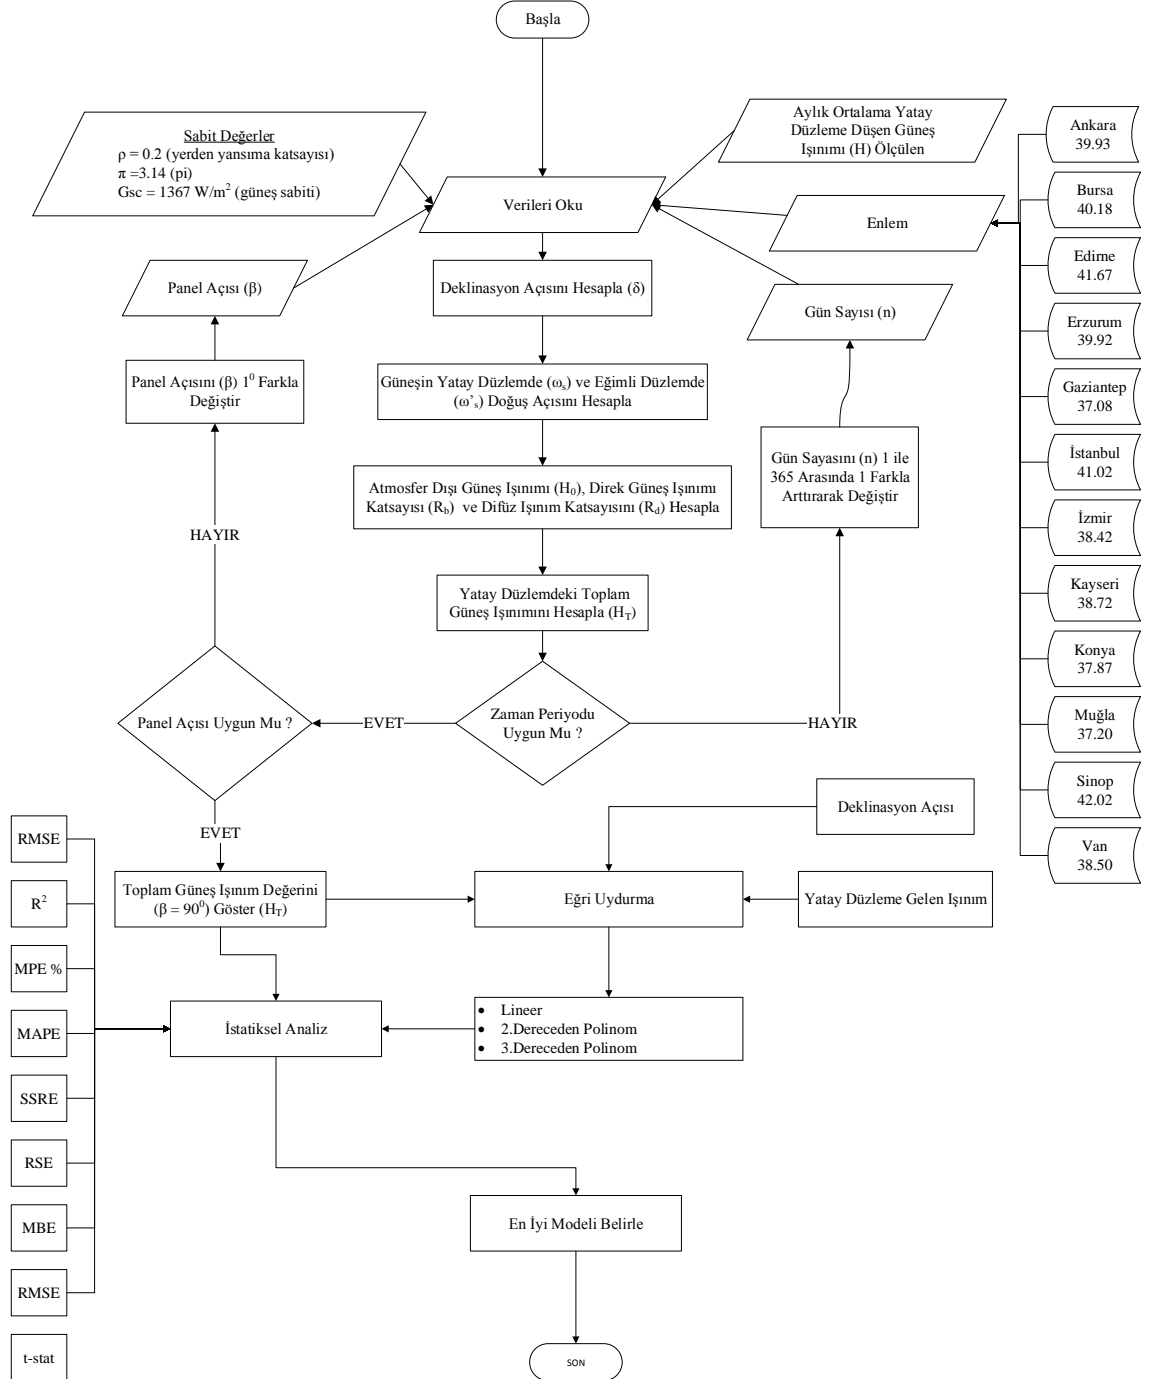 Başla
Sabit Değerler
ρ = 0.2 (yerden yansıma katsayısı)
π =3.14 (pi)
Gsc = 1367 W/m² (güneş sabiti)
Aylık Ortalama Yatay
Düzleme Düşen Güneş
Işınımı (H) Ölçülen
Verileri Oku
Enlem
Panel Açısı (β)
Deklinasyon Açısını Hesapla (δ)
Gün Sayısı (n)
Panel Açısını (β) 1⁰ Farkla
Değiştir
Güneşin Yatay Düzlemde (ωₛ) ve Eğimli Düzlemde
(ω'ₛ) Doğuş Açısını Hesapla
Gün Sayasını (n) 1 ile
365 Arasında 1 Farkla
Arttırarak Değiştir
Atmosfer Dışı Güneş Işınımı (H₀), Direk Güneş Işınımı
Katsayısı (R_b) ve Difüz Işınım Katsayısını (R_d) Hesapla
HAYIR
Yatay Düzlemdeki Toplam
Güneş Işınımını Hesapla (H_T)
Panel Açısı Uygun Mu ?
EVET
Zaman Periyodu
Uygun Mu ?
HAYIR
EVET
Deklinasyon Açısı
Toplam Güneş Işınım Değerini
(β = 90⁰) Göster (H_T)
Eğri Uydurma
Yatay Düzleme Gelen Işınım
İstatiksel Analiz
• Lineer
• 2.Dereceden Polinom
• 3.Dereceden Polinom
En İyi Modeli Belirle
SON
RMSE
R²
MPE %
MAPE
SSRE
RSE
MBE
RMSE
t-stat
Ankara
39.93
Bursa
40.18
Edirne
41.67
Erzurum
39.92
Gaziantep
37.08
İstanbul
41.02
İzmir
38.42
Kayseri
38.72
Konya
37.87
Muğla
37.20
Sinop
42.02
Van
38.50